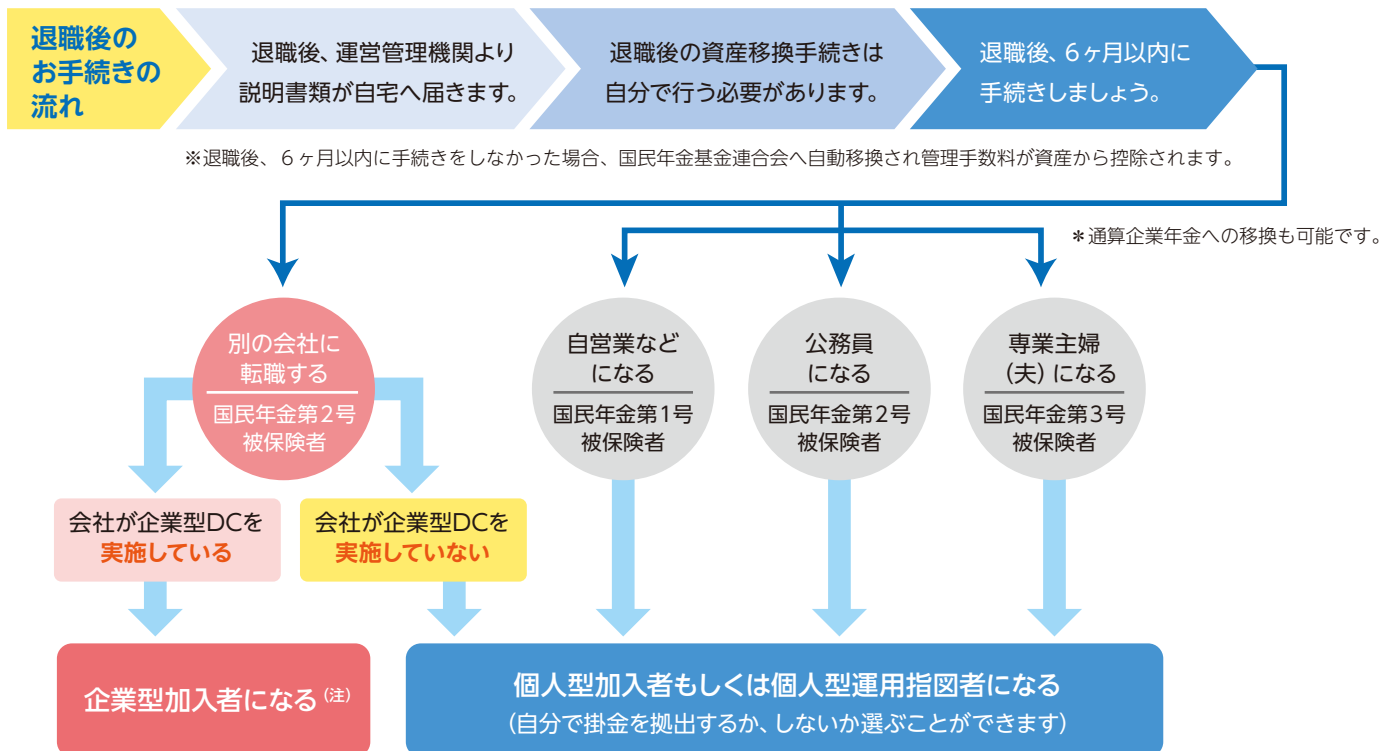 退職後の
お手続きの
流れ
退職後、運営管理機関より
説明書類が自宅へ届きます。
退職後の資産移換手続きは
自分で行う必要があります。
退職後、6ヶ月以内に
手続きしましょう。
※退職後、６ヶ月以内に手続きをしなかった場合、国民年金基金連合会へ自動移換され管理手数料が資産から控除されます。
＊通算企業年金への移換も可能です。
別の会社に
転職する
国民年金第２号
被保険者
自営業など
になる
国民年金第１号
被保険者
公務員
になる
国民年金第２号
被保険者
専業主婦
（夫）になる
国民年金第３号
被保険者
会社が企業型DCを
実施している
会社が企業型DCを
実施していない
企業型加入者になる（注）
個人型加入者もしくは個人型運用指図者になる
（自分で掛金を拠出するか、しないか選ぶことができます）